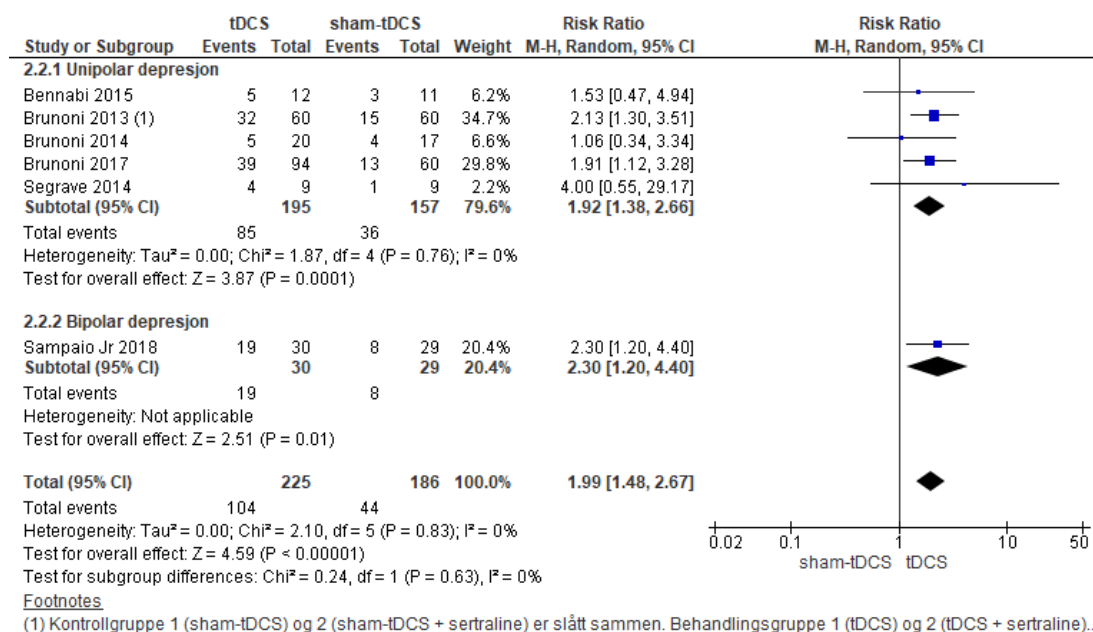 tDCS sham-tDCS Risk Ratio Risk Ratio
Study or Subgroup Events Total Events Total Weight M-H, Random, 95% CI M-H, Random, 95% CI
2.2.1 Unipolar depresjon
Bennabi 2015 5 12 3 11 6.2% 1.53 [0.47, 4.94]
Brunoni 2013 (1) 32 60 15 60 34.7% 2.13 [1.30, 3.51]
Brunoni 2014 5 20 4 17 6.6% 1.06 [0.34, 3.34]
Brunoni 2017 39 94 13 60 29.8% 1.91 [1.12, 3.28]
Segrave 2014 4 9 1 9 2.2% 4.00 [0.55, 29.17]
Subtotal (95% CI) 195 157 79.6% 1.92 [1.38, 2.66]
Total events 85 36
Heterogeneity: Tau² = 0.00; Chi² = 1.87, df = 4 (P = 0.76); I² = 0%
Test for overall effect: Z = 3.87 (P = 0.0001)
2.2.2 Bipolar depresjon
Sampaio Jr 2018 19 30 8 29 20.4% 2.30 [1.20, 4.40]
Subtotal (95% CI) 30 29 20.4% 2.30 [1.20, 4.40]
Total events 19 8
Heterogeneity: Not applicable
Test for overall effect: Z = 2.51 (P = 0.01)
Total (95% CI) 225 186 100.0% 1.99 [1.48, 2.67]
Total events 104 44
Heterogeneity: Tau² = 0.00; Chi² = 2.10, df = 5 (P = 0.83); I² = 0%
Test for overall effect: Z = 4.59 (P < 0.00001)
Test for subgroup differences: Chi² = 0.24, df = 1 (P = 0.63), I² = 0%
0.02 0.1 1 10 50
sham-tDCS tDCS
Footnotes
(1) Kontrollgruppe 1 (sham-tDCS) og 2 (sham-tDCS + sertraline) er slått sammen. Behandlingsgruppe 1 (tDCS) og 2 (tDCS + sertraline)..